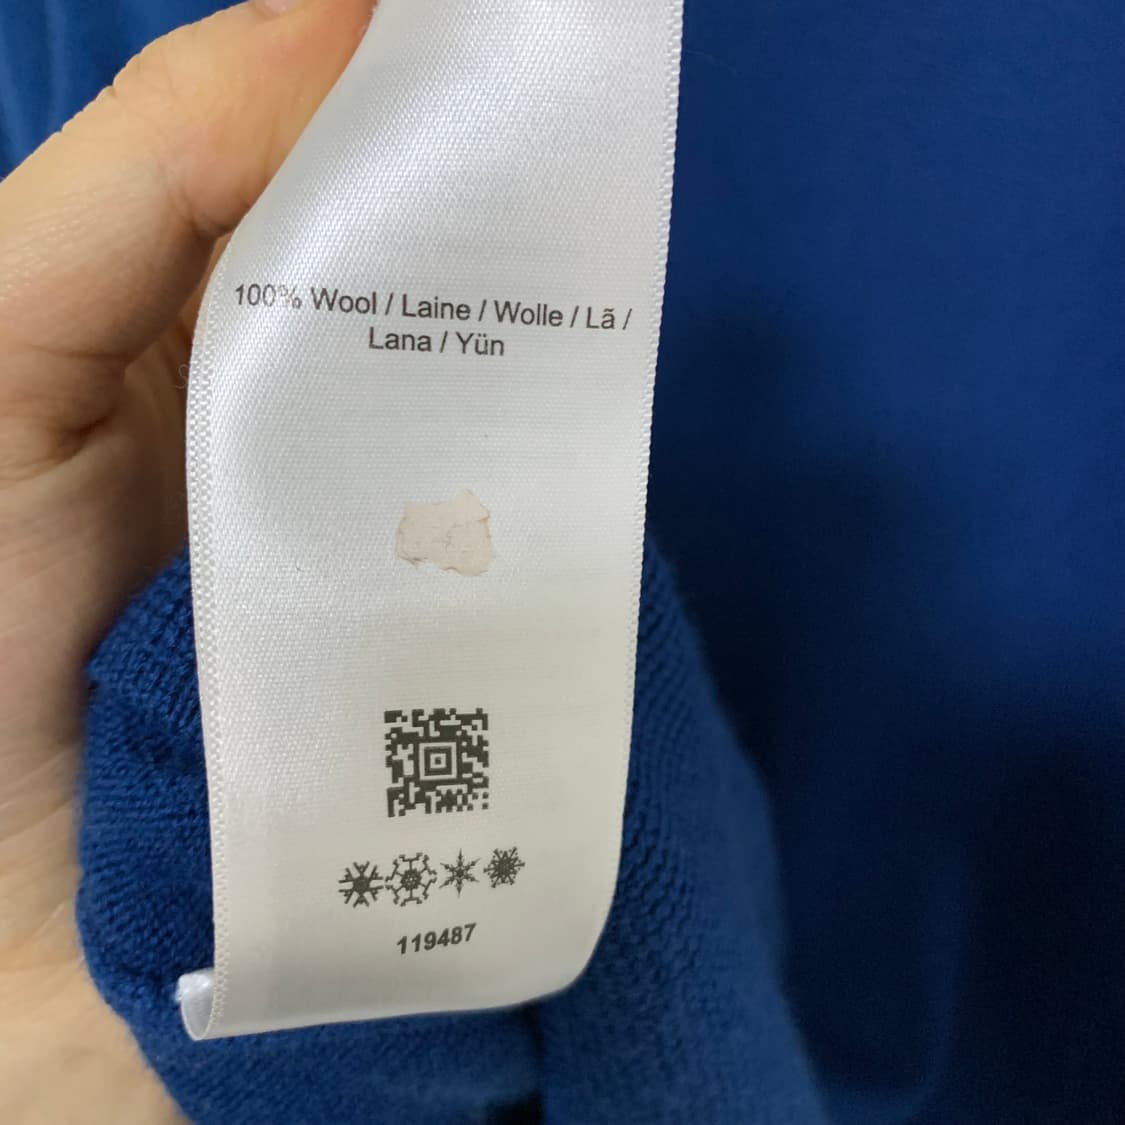 100% Wool / Laine / Wolle / Lã /
Lana / Yün
119487